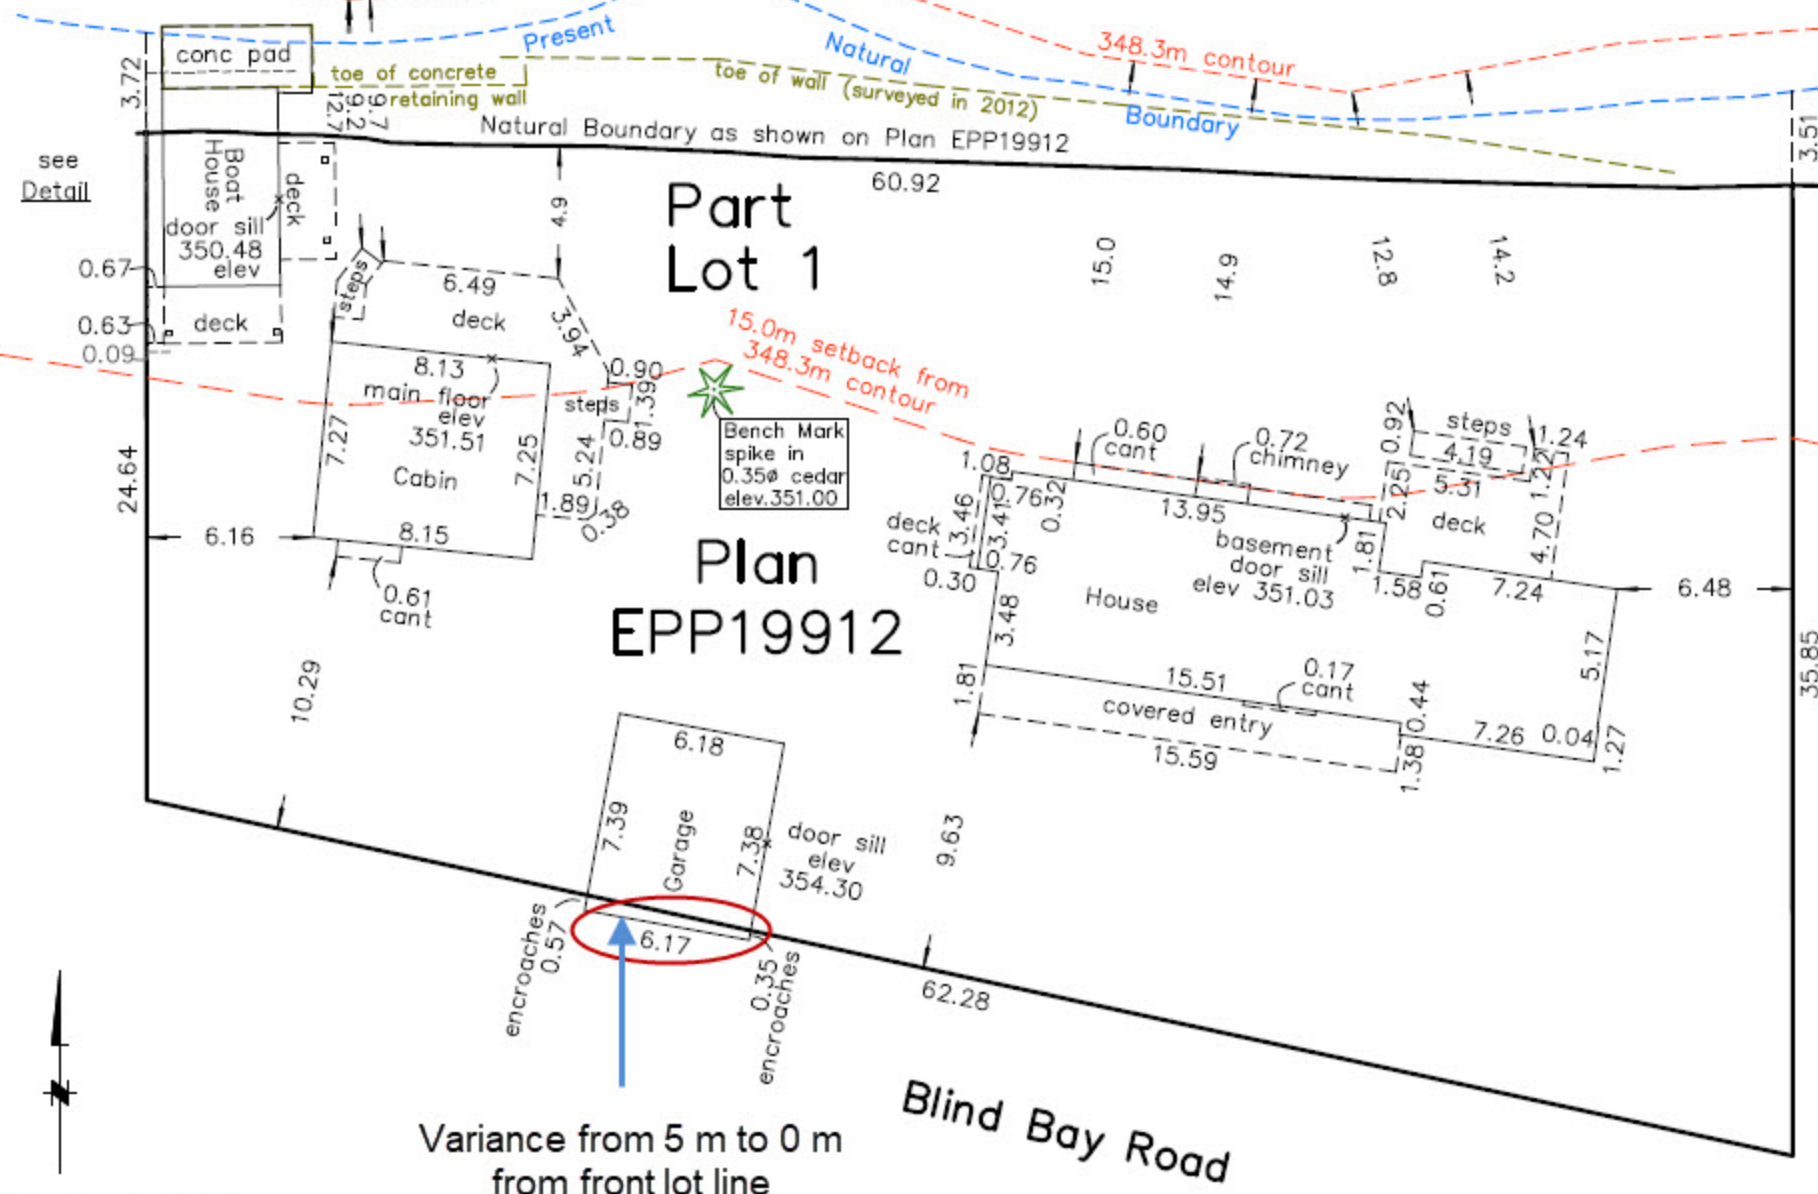 conc pad
3.72
Present
Natural
348.3m contour
toe of concrete
retaining wall
toe of wall (surveyed in 2012)
Boundary
12.7
9.2
9.7
Natural Boundary as shown on Plan EPP19912
3.51
see
Detail
Boat
House
deck
60.92
door sill
350.48
elev
4.9
Part
Lot 1
15.0
14.9
12.8
14.2
0.67
0.63
0.09
deck
steps
6.49
deck
3.94
15.0m setback from
348.3m contour
8.13
main floor
elev
351.51
Cabin
7.27
7.25
0.90
steps
1.39
0.89
5.24
1.89
0.38
Bench Mark
spike in
0.35ø cedar
elev.351.00
24.64
6.16
8.15
0.61
cant
Plan
EPP19912
1.08
0.60
cant
0.72
chimney
0.92
steps
4.19
1.24
1.22
5.31
2.25
deck
4.70
0.76
0.32
13.95
3.46
3.41
deck
cant
0.76
0.30
basement
door sill
elev 351.03
1.81
1.58
0.61
7.24
6.48
House
3.48
5.17
35.85
1.81
15.51
0.17
cant
covered entry
0.44
15.59
1.38
7.26
0.04
1.27
10.29
6.18
7.39
Garage
7.38
door sill
elev
354.30
9.63
encroaches
0.57
6.17
0.35
encroaches
62.28
Blind Bay Road
Variance from 5 m to 0 m
from front lot line